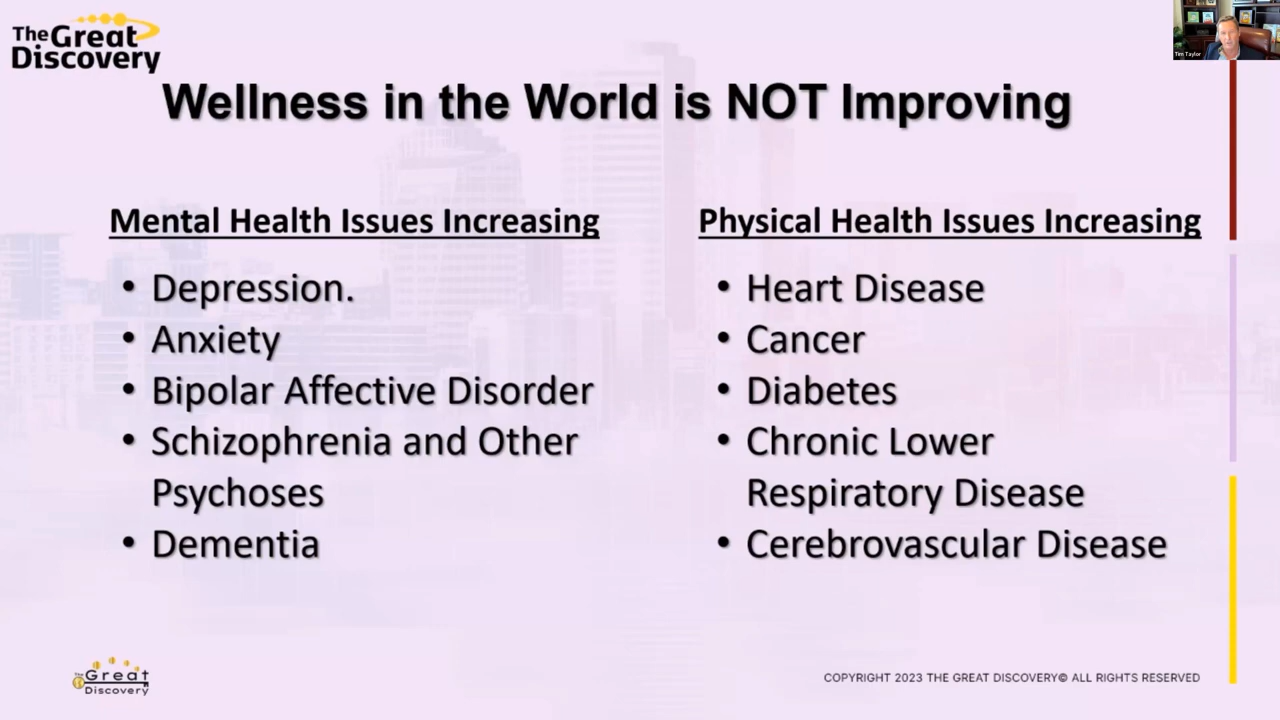 The Great
Discovery
Tim Taylor
Wellness in the World is NOT Improving
Mental Health Issues Increasing
• Depression.
• Anxiety
• Bipolar Affective Disorder
• Schizophrenia and Other
Psychoses
• Dementia
Physical Health Issues Increasing
• Heart Disease
• Cancer
• Diabetes
• Chronic Lower
Respiratory Disease
• Cerebrovascular Disease
The Great
Discovery
COPYRIGHT 2023 THE GREAT DISCOVERY© ALL RIGHTS RESERVED